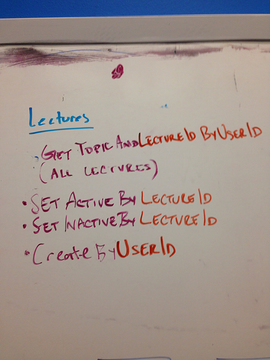 Lectures
• GET TOPIC AND LECTURE ID BY USER ID
(ALL LECTURES)
• SET ACTIVE BY LECTURE ID
• SET INACTIVE BY LECTURE ID
• Create By USER ID